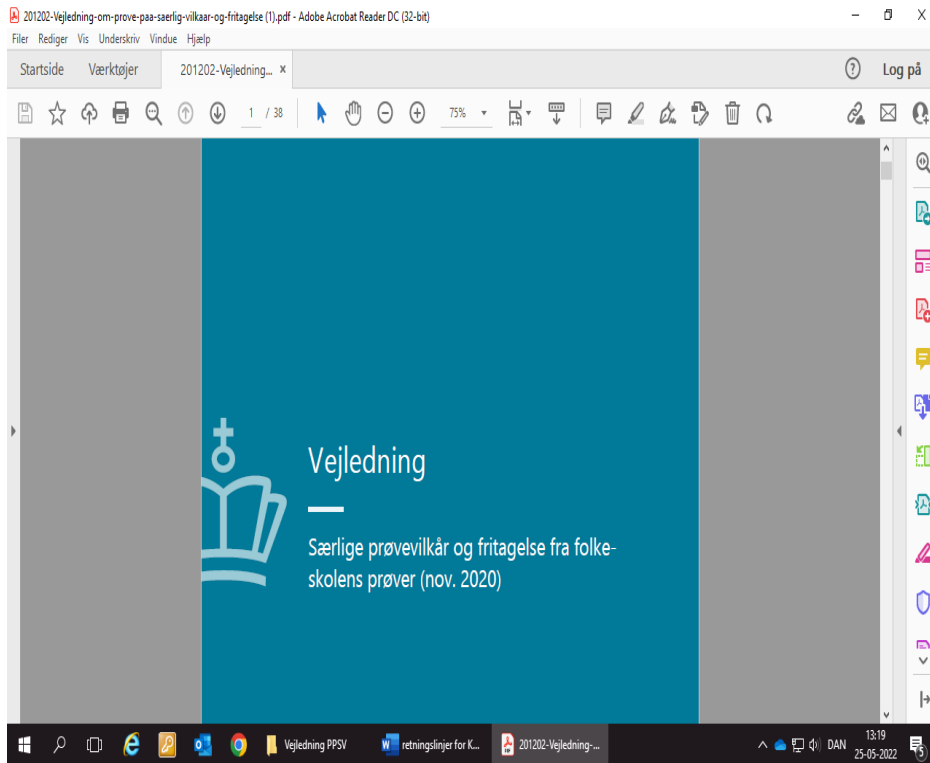 201202-Vejledning-om-prove-paa-saerlig-vilkaar-og-fritagelse (1).pdf - Adobe Acrobat Reader DC (32-bit)
Filer Rediger Vis Underskriv Vindue Hjælp
Startside Værktøjer 201202-Vejledning... × Log på
1 / 38 75%
Vejledning
Særlige prøvevilkår og fritagelse fra folke-
skolens prøver (nov. 2020)
Vejledning PPSV retningslinjer for K... 201202-Vejledning-... DAN 13:19
25-05-2022 5